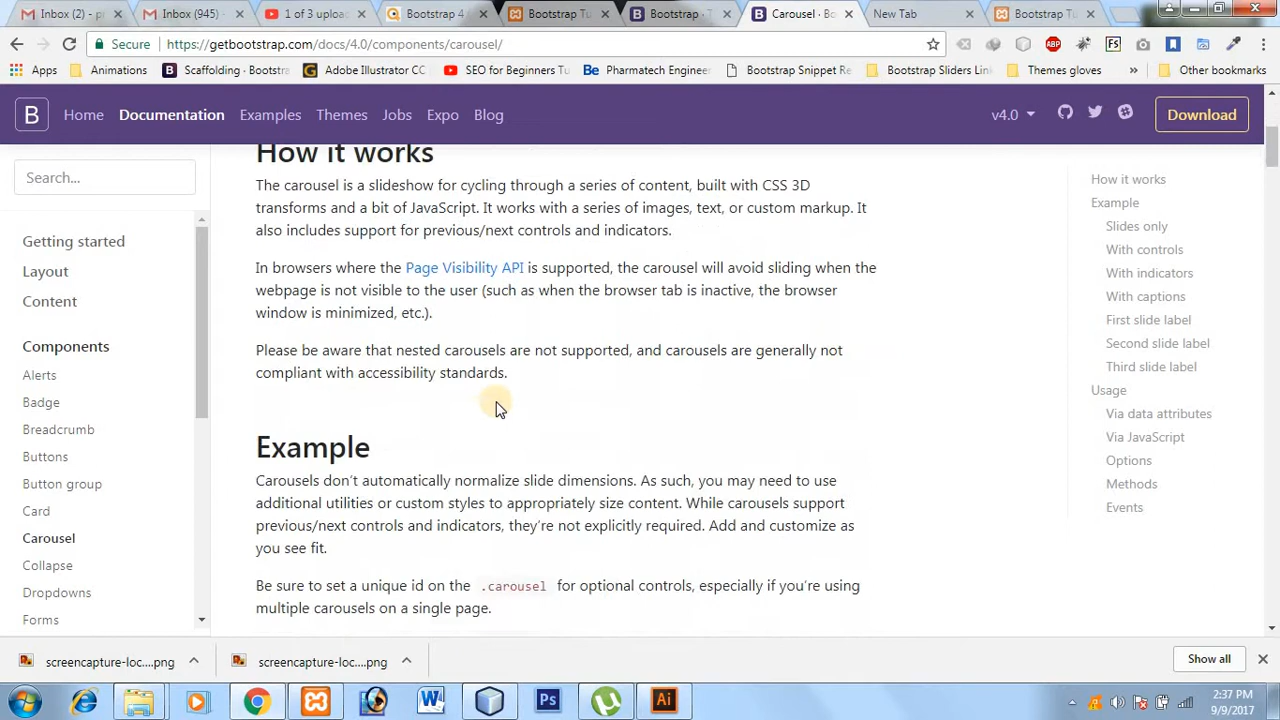 Inbox (2) - p
Inbox (945) -
1 of 3 uploa
Bootstrap 4
Bootstrap Tu
Bootstrap · T
Carousel · Bo
New Tab
Bootstrap Tu
Secure
https://getbootstrap.com/docs/4.0/components/carousel/
Apps
Animations
Scaffolding · Bootstra
Adobe Illustrator CC
SEO for Beginners Tu
Pharmatech Enginee
Bootstrap Snippet Re
Bootstrap Sliders Lin
Themes gloves
Other bookmarks
B
Home
Documentation
Examples
Themes
Jobs
Expo
Blog
v4.0
Download
Search...
Getting started
Layout
Content
Components
Alerts
Badge
Breadcrumb
Buttons
Button group
Card
Carousel
Collapse
Dropdowns
Forms
How it works
The carousel is a slideshow for cycling through a series of content, built with CSS 3D
transforms and a bit of JavaScript. It works with a series of images, text, or custom markup. It
also includes support for previous/next controls and indicators.
In browsers where the Page Visibility API is supported, the carousel will avoid sliding when the
webpage is not visible to the user (such as when the browser tab is inactive, the browser
window is minimized, etc.).
Please be aware that nested carousels are not supported, and carousels are generally not
compliant with accessibility standards.
Example
Carousels don't automatically normalize slide dimensions. As such, you may need to use
additional utilities or custom styles to appropriately size content. While carousels support
previous/next controls and indicators, they're not explicitly required. Add and customize as
you see fit.
Be sure to set a unique id on the .carousel for optional controls, especially if you're using
multiple carousels on a single page.
How it works
Example
Slides only
With controls
With indicators
With captions
First slide label
Second slide label
Third slide label
Usage
Via data attributes
Via JavaScript
Options
Methods
Events
screencapture-loc....png
screencapture-loc....png
Show all
2:37 PM
9/9/2017